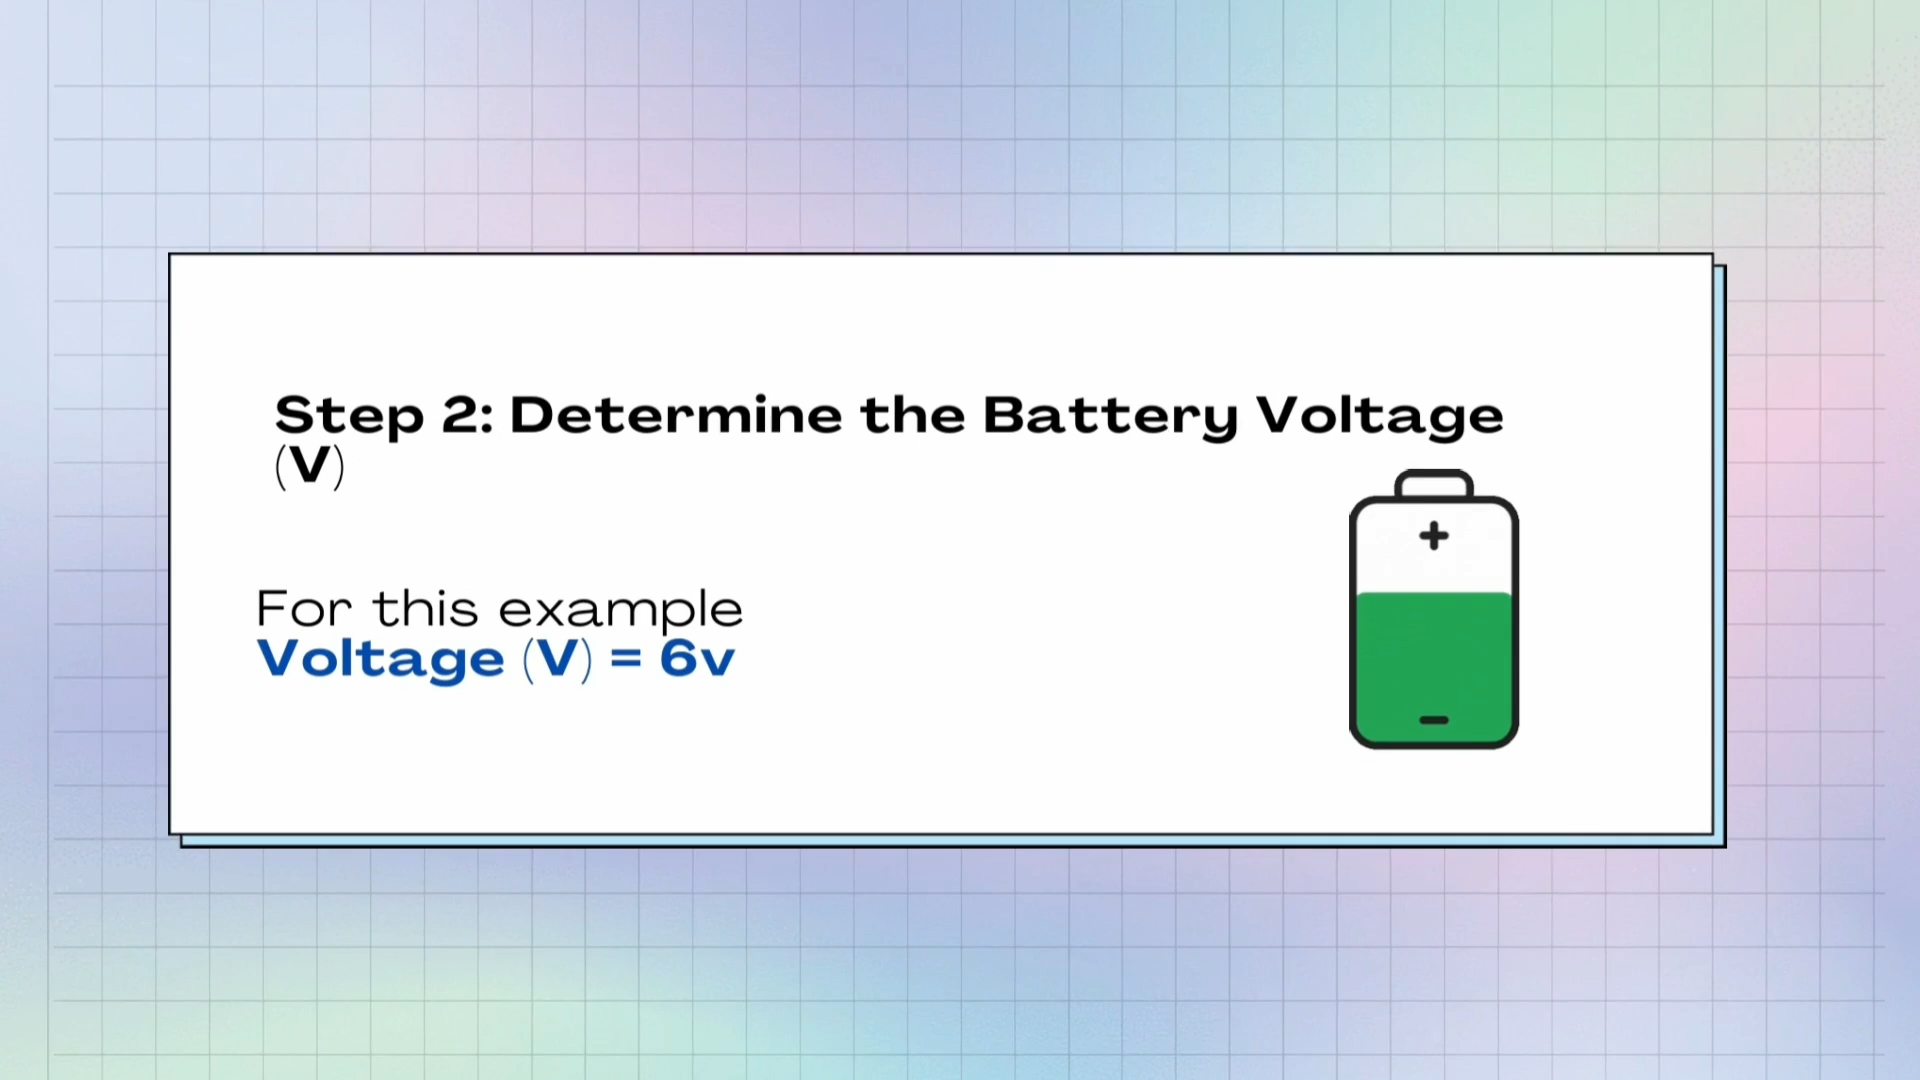 Step 2: Determine the Battery Voltage
(V)
For this example
Voltage (V) = 6v
+
-